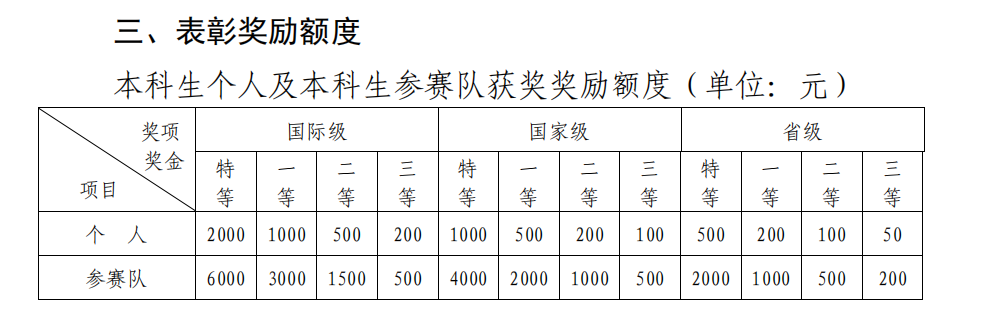 三、表彰奖励额度
本科生个人及本科生参赛队获奖奖励额度（单位：元）
奖项 奖金 项目 国际级 国家级 省级
特等 一等 二等 三等 特等 一等 二等 三等 特等 一等 二等 三等
个 人 2000 1000 500 200 1000 500 200 100 500 200 100 50
参赛队 6000 3000 1500 500 4000 2000 1000 500 2000 1000 500 200